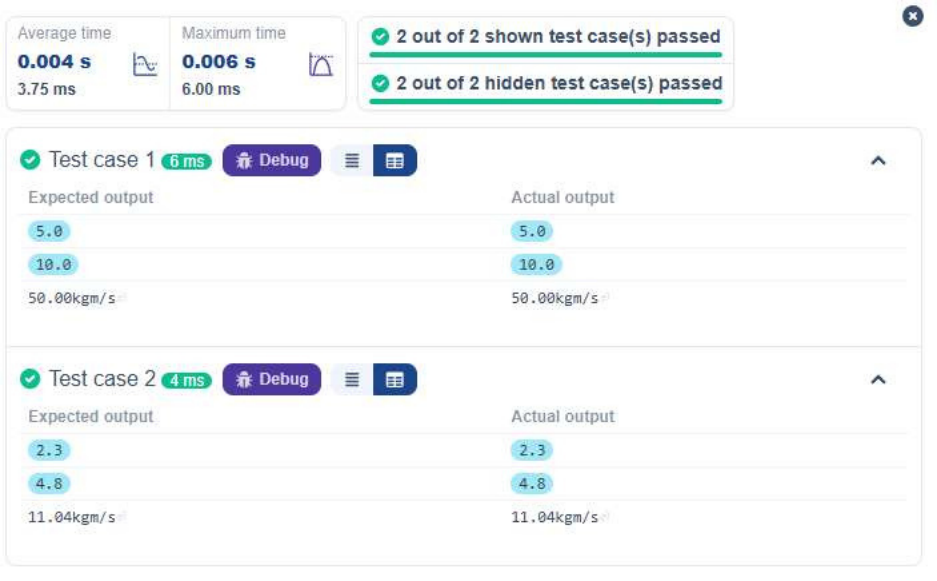 Average time
0.004 s
3.75 ms
Maximum time
0.006 s
6.00 ms
2 out of 2 shown test case(s) passed
2 out of 2 hidden test case(s) passed
Test case 1 6 ms Debug
Expected output Actual output
5.0 5.0
10.0 10.0
50.00kgm/s 50.00kgm/s
Test case 2 4 ms Debug
Expected output Actual output
2.3 2.3
4.8 4.8
11.04kgm/s 11.04kgm/s